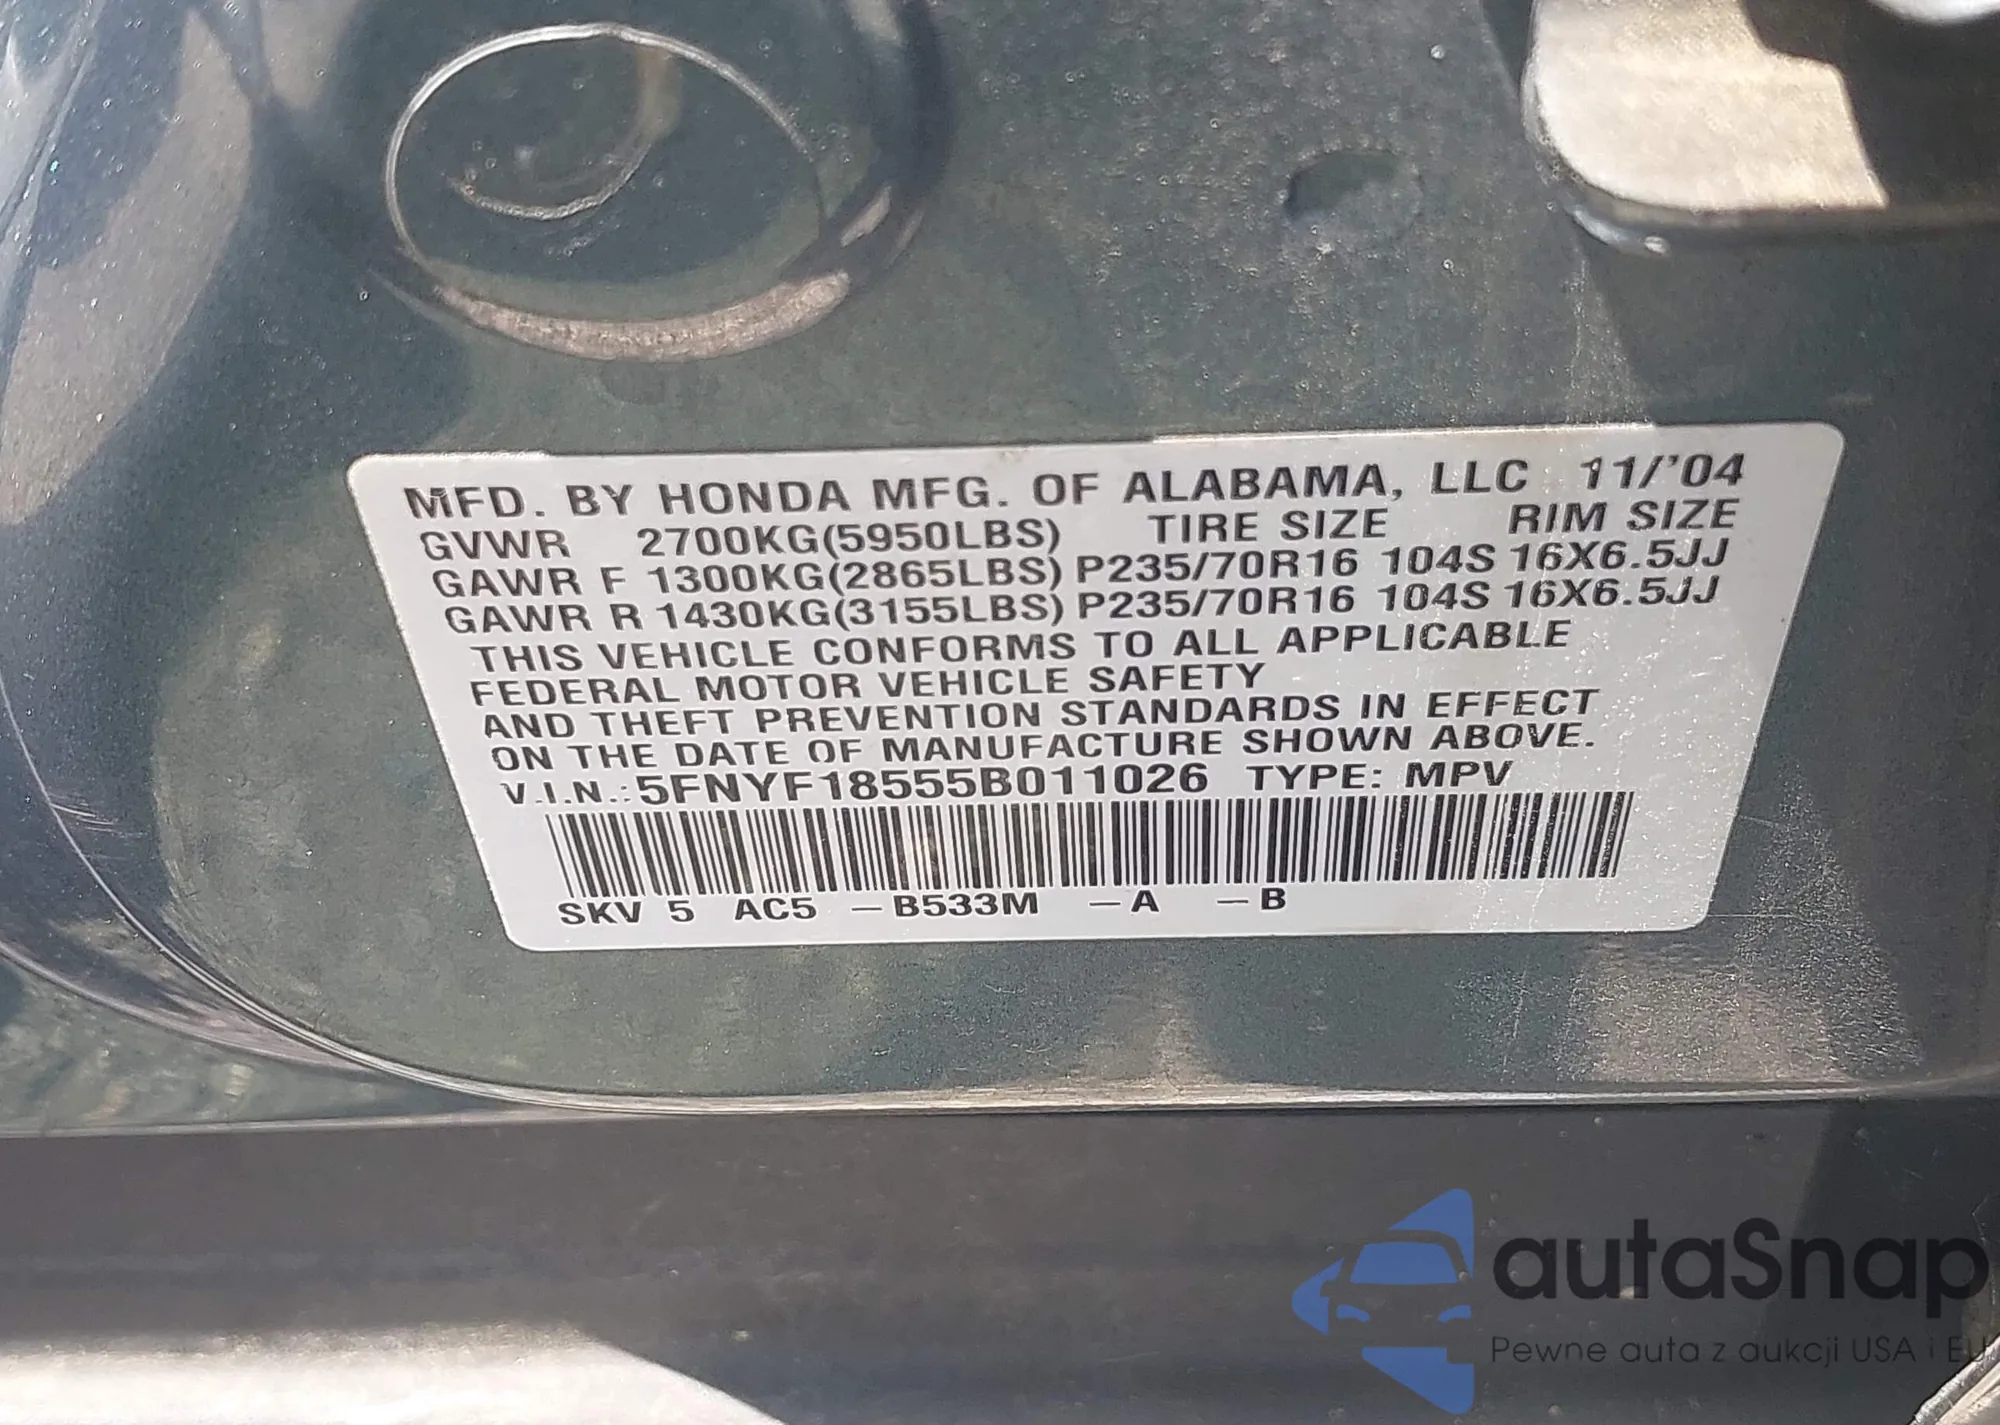 MFD. BY HONDA MFG. OF ALABAMA, LLC 11/'04
GVWR 2700KG(5950LBS) TIRE SIZE RIM SIZE
GAWR F 1300KG(2865LBS) P235/70R16 104S 16X6.5JJ
GAWR R 1430KG(3155LBS) P235/70R16 104S 16X6.5JJ
THIS VEHICLE CONFORMS TO ALL APPLICABLE
FEDERAL MOTOR VEHICLE SAFETY
AND THEFT PREVENTION STANDARDS IN EFFECT
ON THE DATE OF MANUFACTURE SHOWN ABOVE.
V.I.N.: 5FNYF18555B011026 TYPE: MPV
SKV 5 AC5 -B533M -A -B
autaSnap
Pewne auta z aukcji USA i EU